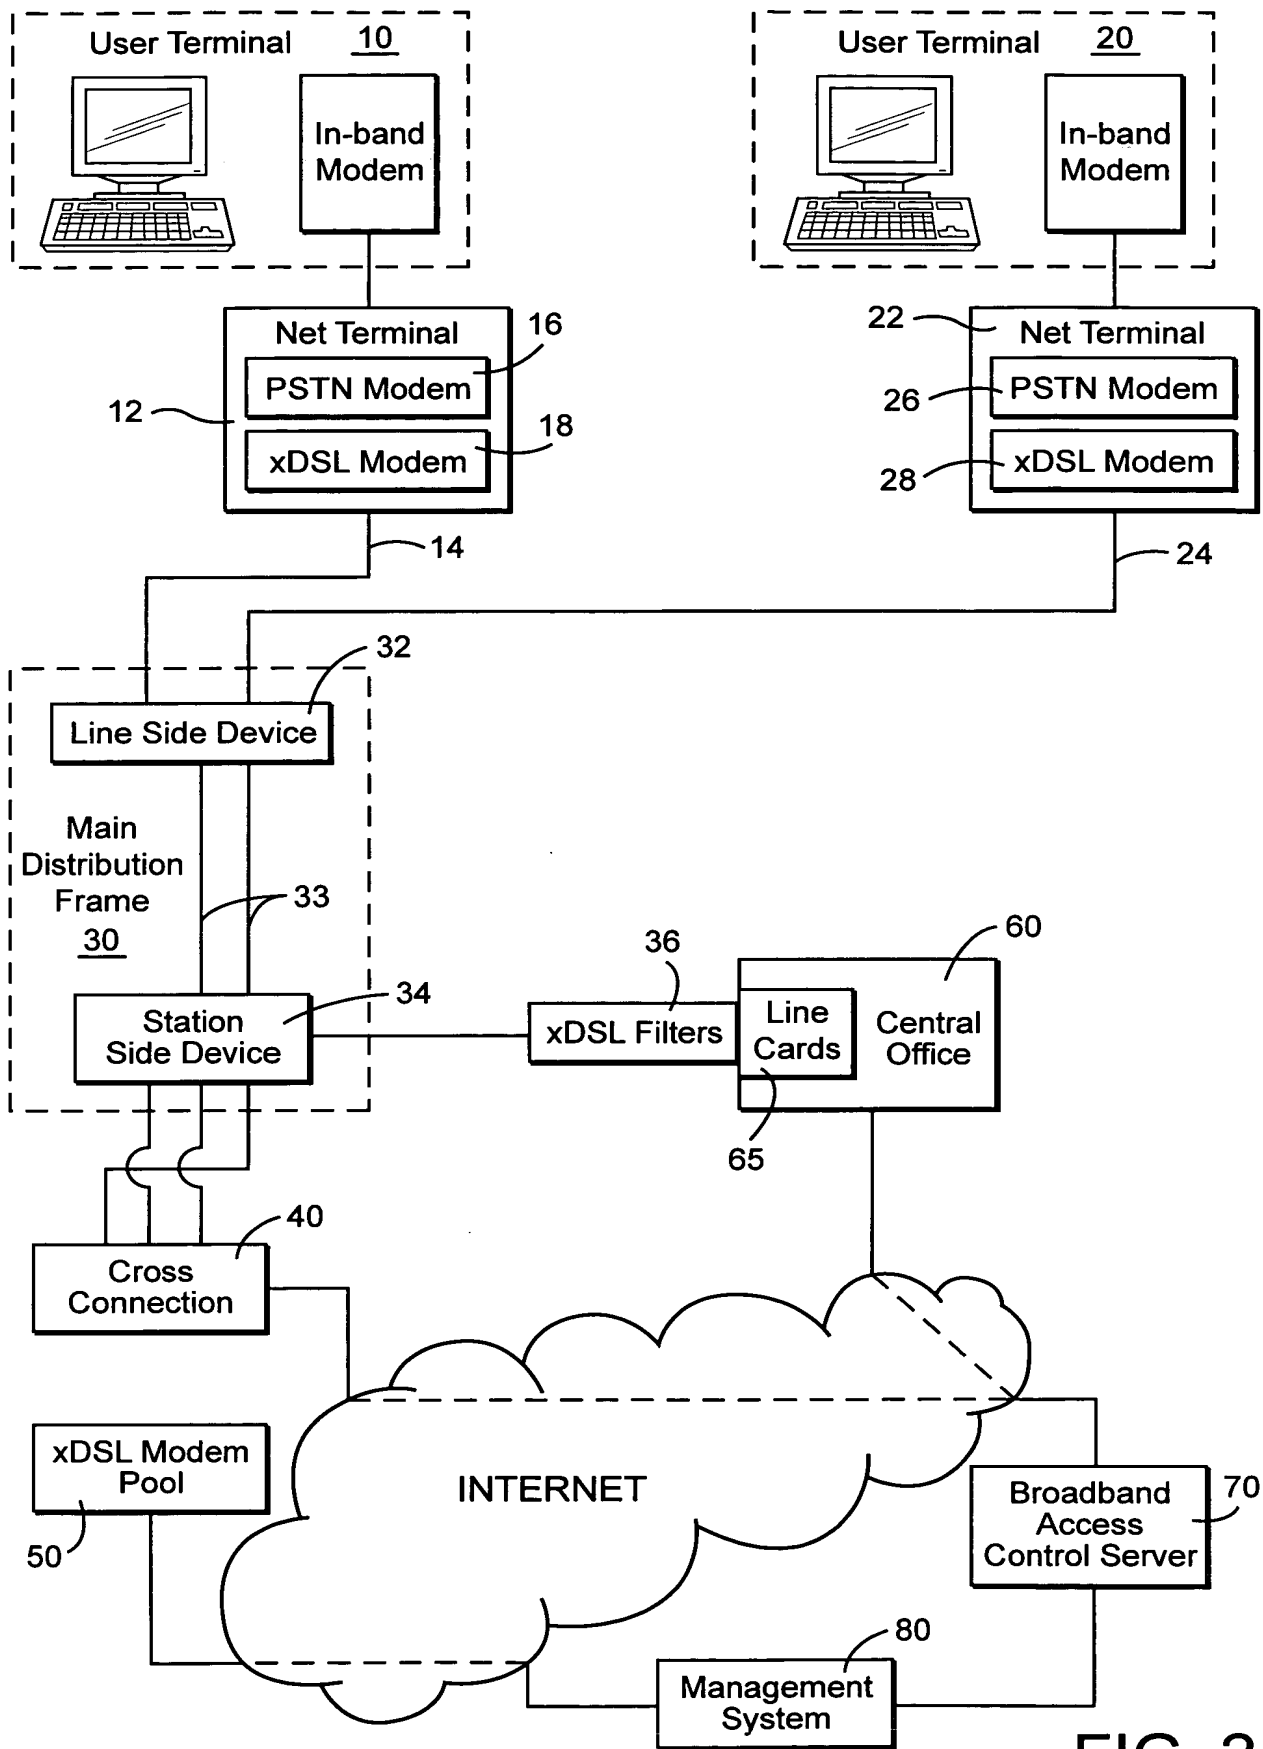 User Terminal 10
In-band
Modem
User Terminal 20
In-band
Modem
Net Terminal
16
PSTN Modem
12
18
xDSL Modem
14
22
Net Terminal
PSTN Modem
26
xDSL Modem
28
24
32
Line Side Device
Main
Distribution
Frame
30
33
34
Station
Side Device
36
xDSL Filters
60
Line
Cards
Central
Office
65
40
Cross
Connection
xDSL Modem
Pool
50
INTERNET
Broadband
Access
Control Server
70
80
Management
System